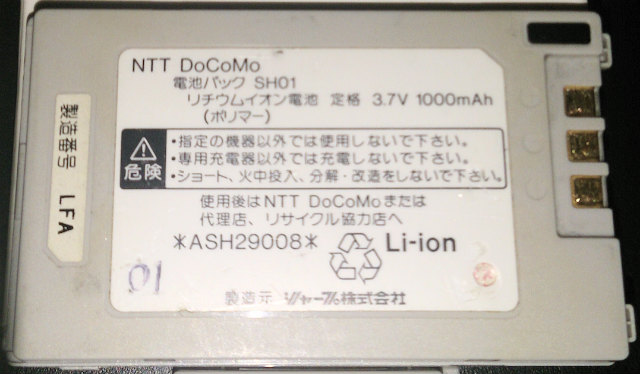 NTT DoCoMo
電池パック SH01
リチウムイオン電池 定格 3.7V 1000mAh
(ポリマー)
危険
・指定の機器以外では使用しないで下さい。
・専用充電器以外では充電しないで下さい。
・ショート、火中投入、分解・改造をしないで下さい。
使用後はNTT DoCoMoまたは
代理店、リサイクル協力店へ
*ASH29008*
Li-ion
01
製造元 シャープ株式会社
製造番号 LFA